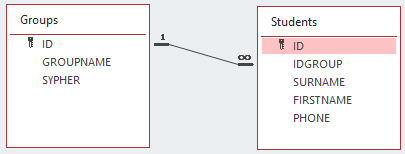 Groups
ID
GROUPNAME
SYPHER
1
∞
Students
ID
IDGROUP
SURNAME
FIRSTNAME
PHONE